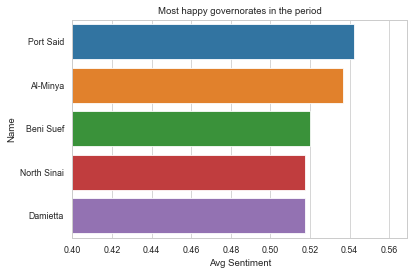 Most happy governorates in the period
Name
Port Said
Al-Minya
Beni Suef
North Sinai
Damietta
0.40 0.42 0.44 0.46 0.48 0.50 0.52 0.54 0.56
Avg Sentiment